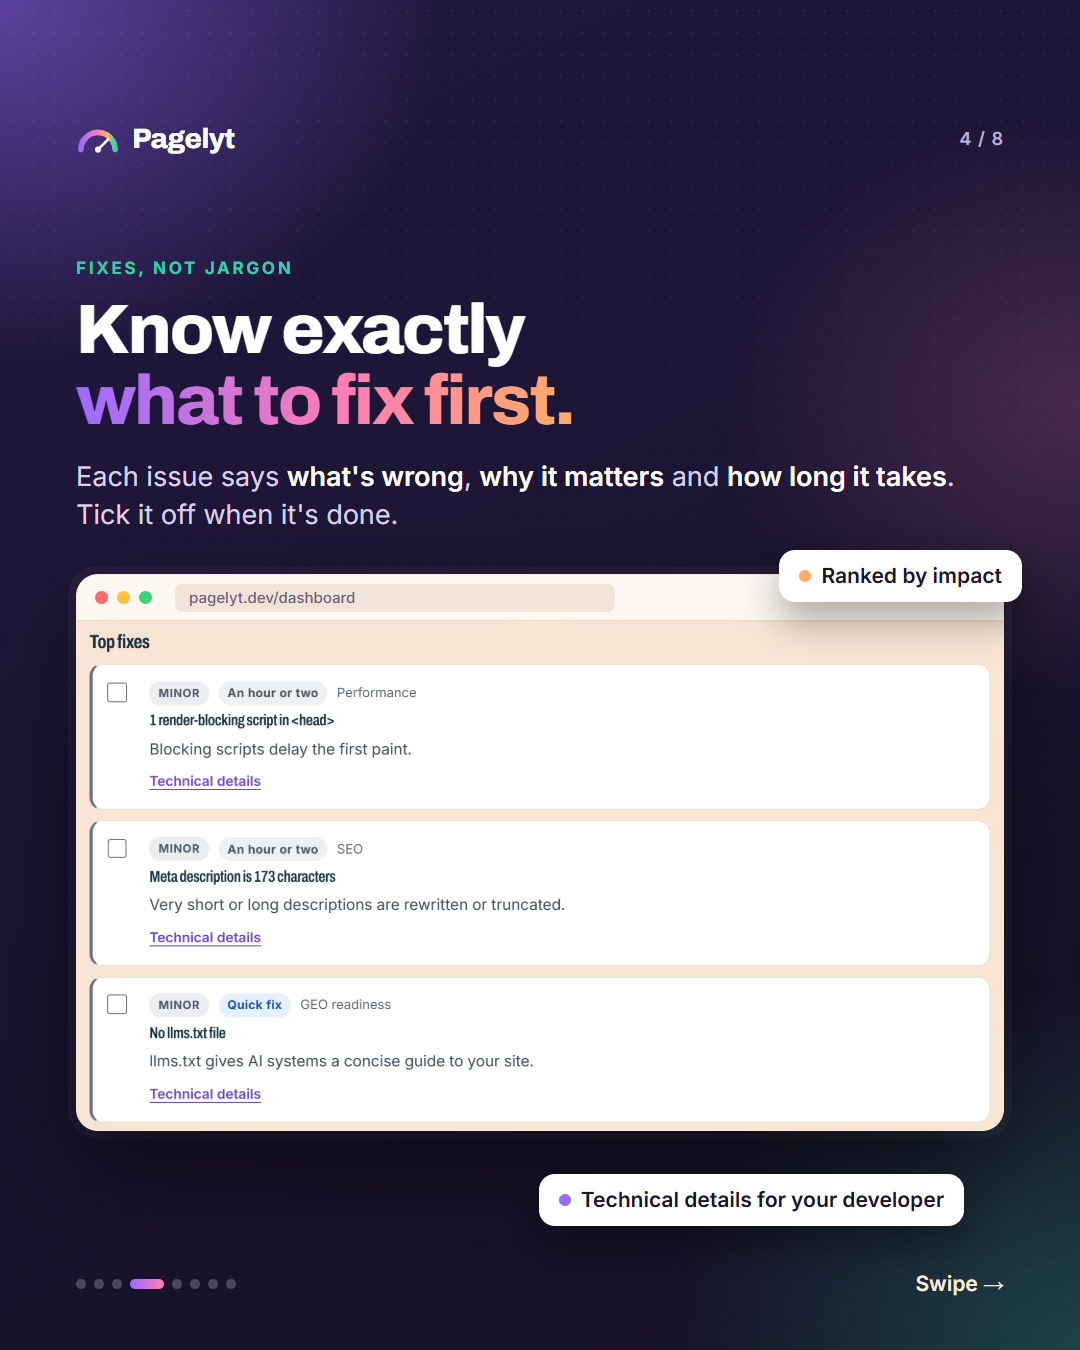 Pagelyt
4 / 8
FIXES, NOT JARGON
Know exactly
what to fix first.
Each issue says what's wrong, why it matters and how long it takes.
Tick it off when it's done.
Ranked by impact
pagelyt.dev/dashboard
Top fixes
MINOR An hour or two Performance
1 render-blocking script in <head>
Blocking scripts delay the first paint.
Technical details
MINOR An hour or two SEO
Meta description is 173 characters
Very short or long descriptions are rewritten or truncated.
Technical details
MINOR Quick fix GEO readiness
No llms.txt file
llms.txt gives AI systems a concise guide to your site.
Technical details
Technical details for your developer
Swipe →